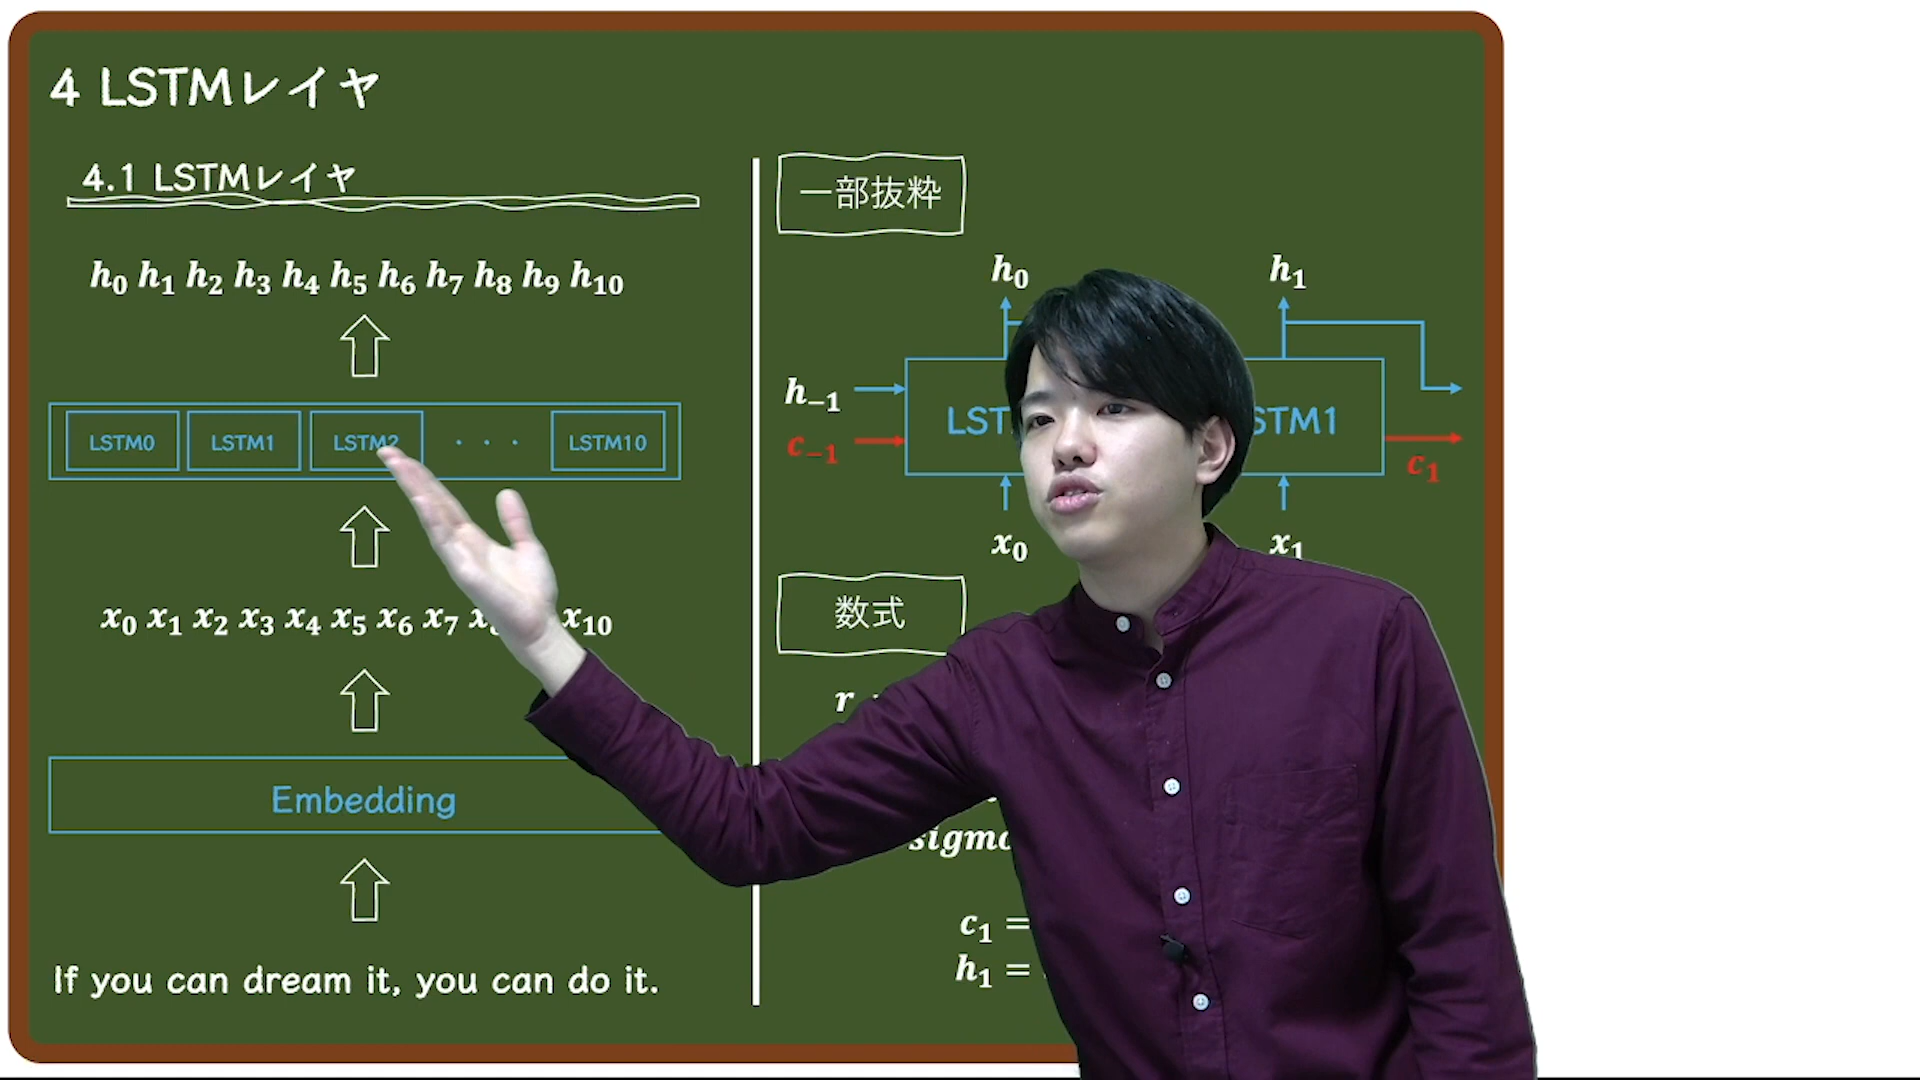 4 LSTMレイヤ
4.1 LSTMレイヤ
h0 h1 h2 h3 h4 h5 h6 h7 h8 h9 h10
LSTM0 LSTM1 LSTM2 ・・・ LSTM10
x0 x1 x2 x3 x4 x5 x6 x7 x10
Embedding
If you can dream it, you can do it.
一部抜粋
h0 h1
h−1
c−1
c1
x0 x1
数式
r
c1 =
h1 =